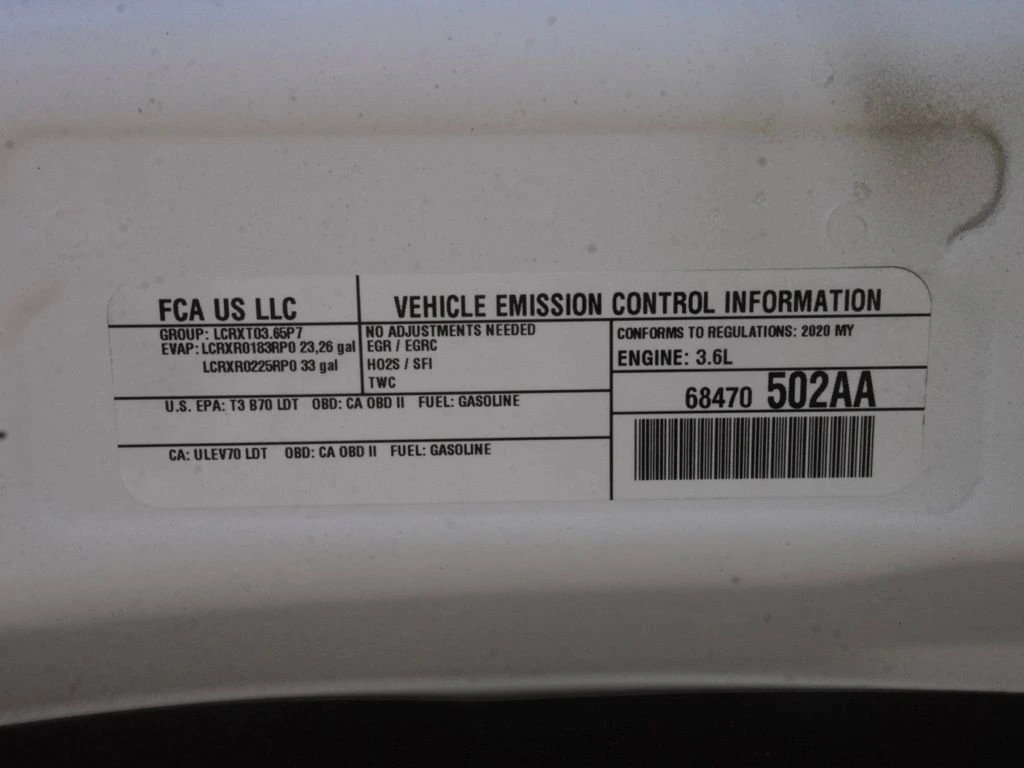 FCA US LLC
VEHICLE EMISSION CONTROL INFORMATION
GROUP: LCRXT03.65P7
EVAP: LCRXR0183RP0 23,26 gal
LCRXR0225RP0 33 gal
NO ADJUSTMENTS NEEDED
EGR / EGRC
HO2S / SFI
TWC
CONFORMS TO REGULATIONS: 2020 MY
ENGINE: 3.6L
68470 502AA
U.S. EPA: T3 B70 LDT OBD: CA OBD II FUEL: GASOLINE
CA: ULEV70 LDT OBD: CA OBD II FUEL: GASOLINE